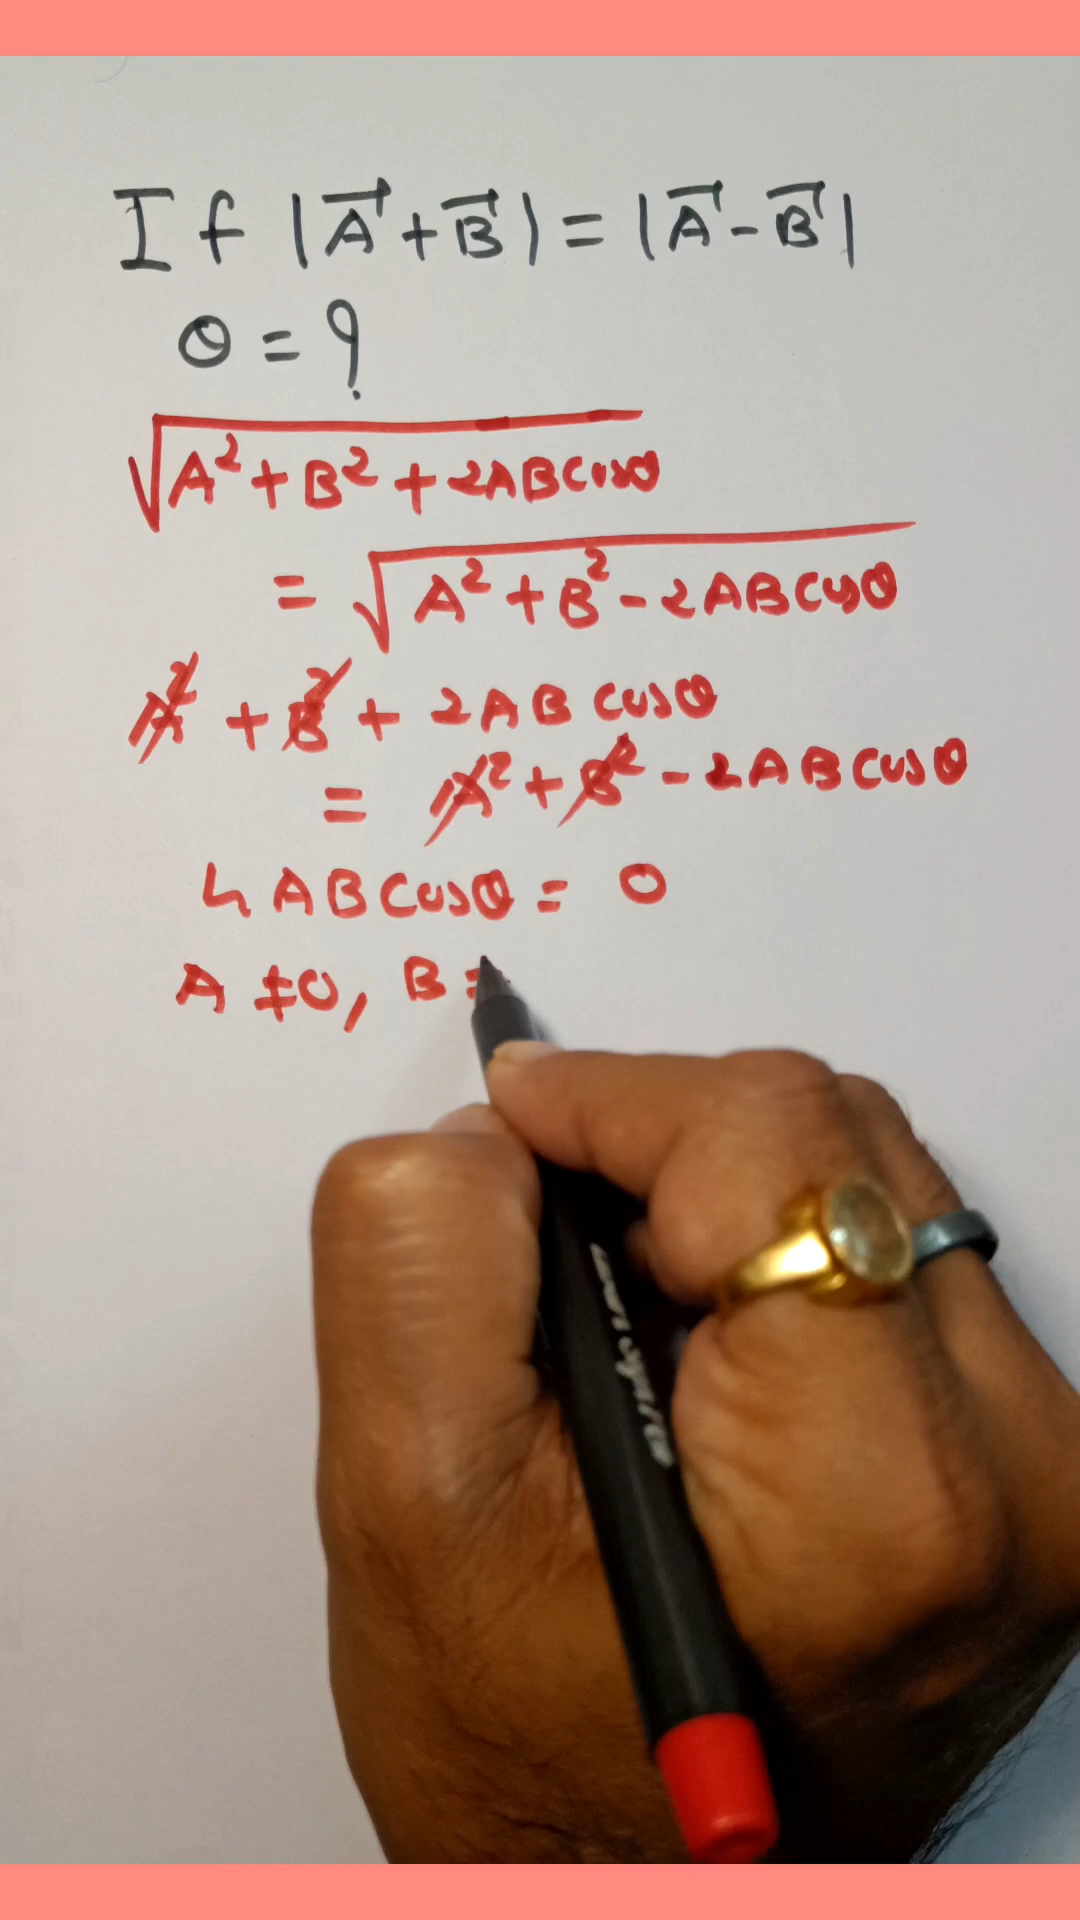 If |A⃗+B⃗|=|A⃗-B⃗|
θ=?
√A²+B²+2ABcosθ
=√A²+B²-2ABcosθ
A²+B²+2ABcosθ
=A²+B²-2ABcosθ
4ABcosθ=0
A≠0, B=